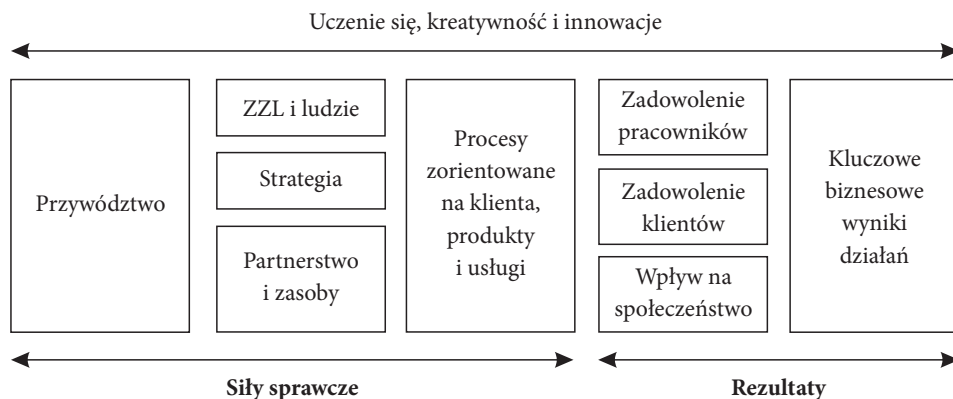 Uczenie się, kreatywność i innowacje
Przywództwo
ZZL i ludzie
Strategia
Partnerstwo
i zasoby
Procesy
zorientowane
na klienta,
produkty
i usługi
Zadowolenie
pracowników
Zadowolenie
klientów
Wpływ na
społeczeństwo
Kluczowe
biznesowe
wyniki
działań
Siły sprawcze
Rezultaty